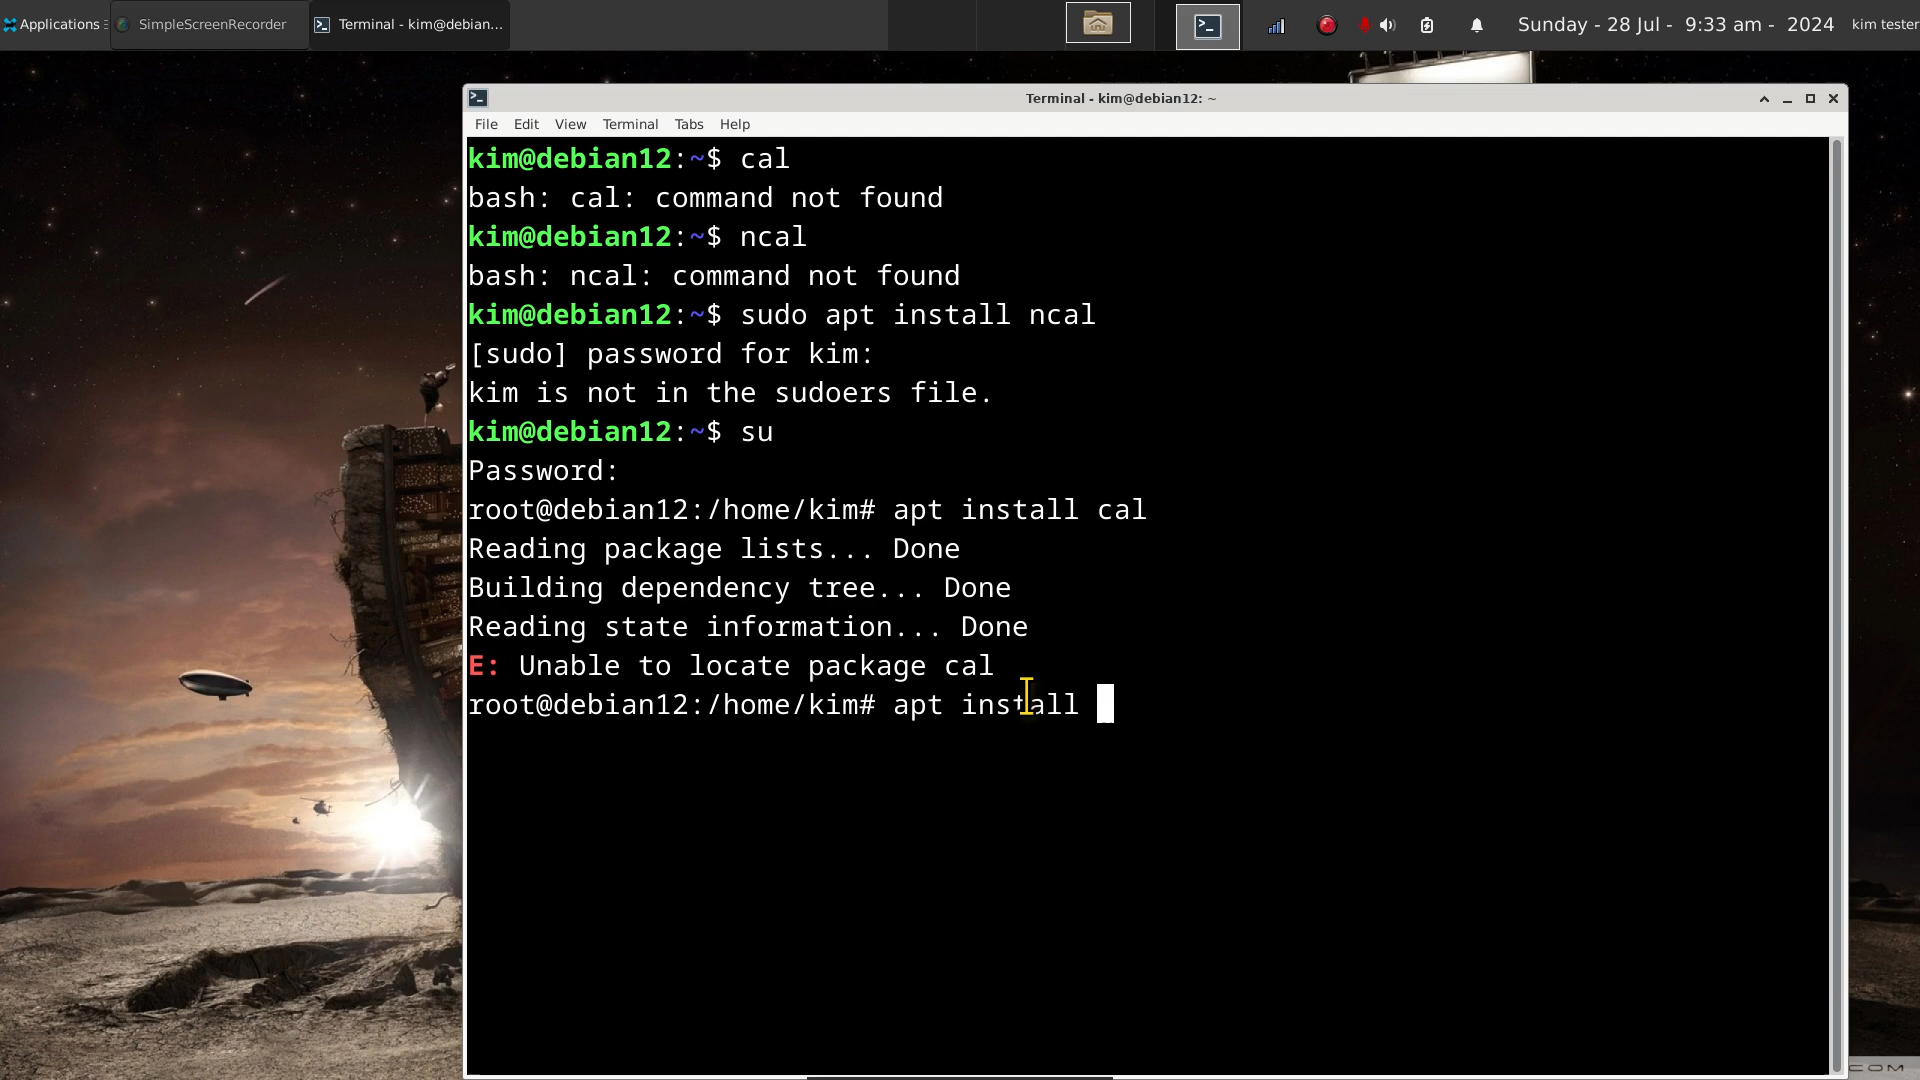 Applications SimpleScreenRecorder Terminal - kim@debian... Sunday - 28 Jul - 9:33 am - 2024 kim tester
Terminal - kim@debian12: ~
File Edit View Terminal Tabs Help
kim@debian12:~$ cal
bash: cal: command not found
kim@debian12:~$ ncal
bash: ncal: command not found
kim@debian12:~$ sudo apt install ncal
[sudo] password for kim:
kim is not in the sudoers file.
kim@debian12:~$ su
Password:
root@debian12:/home/kim# apt install cal
Reading package lists... Done
Building dependency tree... Done
Reading state information... Done
E: Unable to locate package cal
root@debian12:/home/kim# apt install
COM